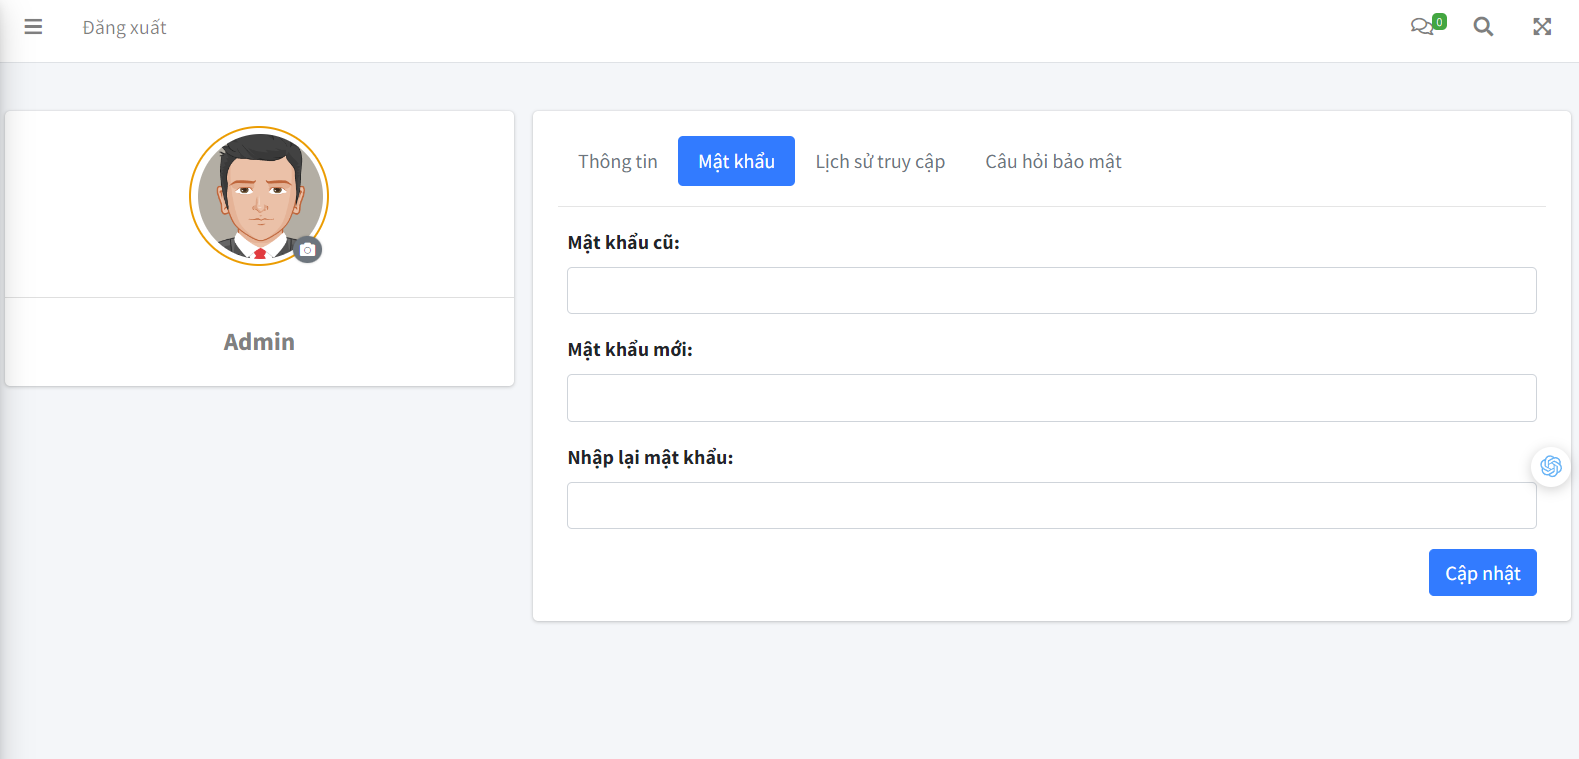 Đăng xuất
0
Admin
Thông tin
Mật khẩu
Lịch sử truy cập
Câu hỏi bảo mật
Mật khẩu cũ:
Mật khẩu mới:
Nhập lại mật khẩu:
Cập nhật